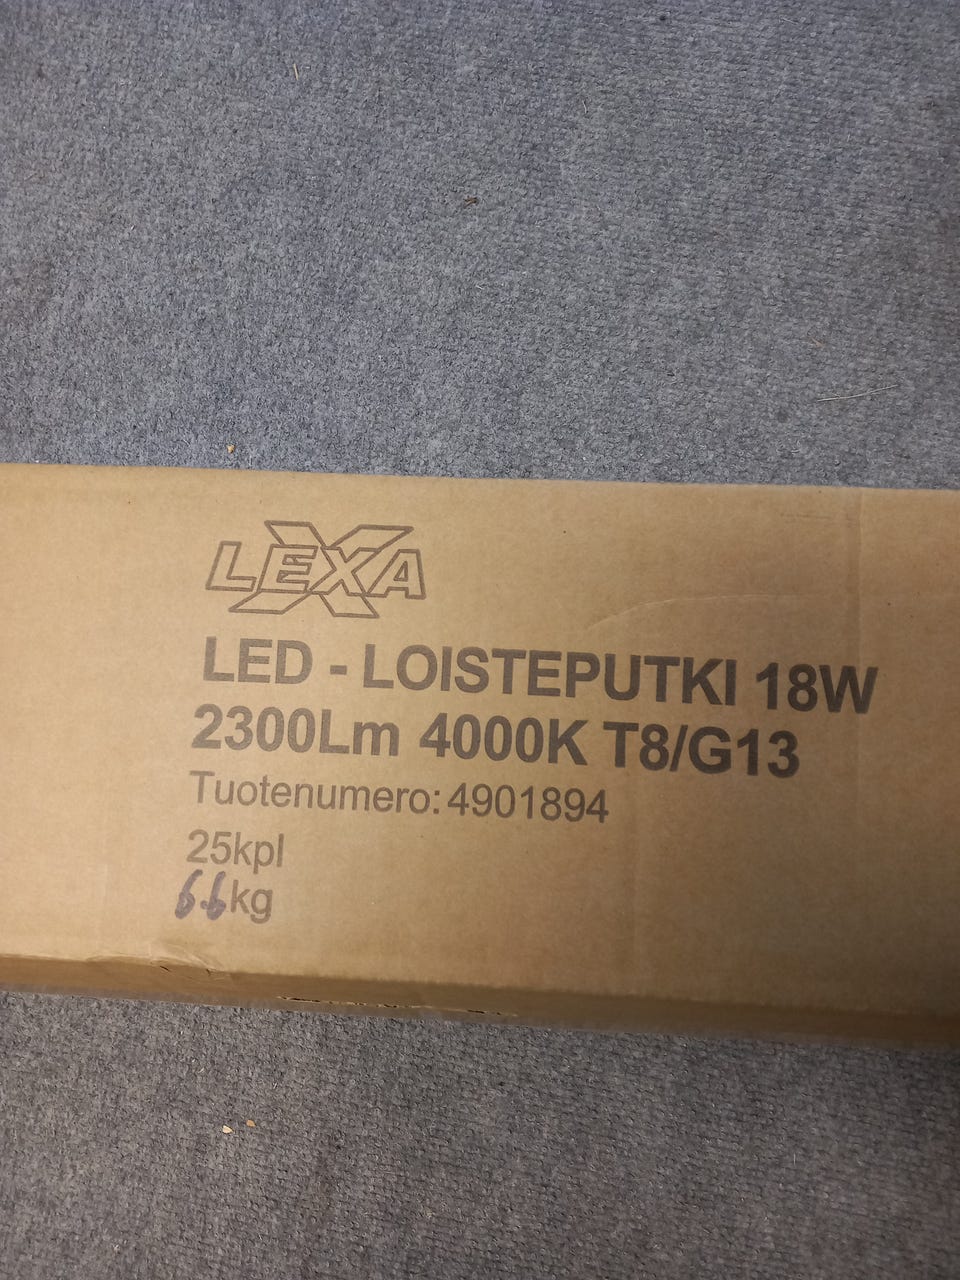 LEXA
LED - LOISTEPUTKI 18W
2300Lm 4000K T8/G13
Tuotenumero: 4901894
25kpl
6.6kg